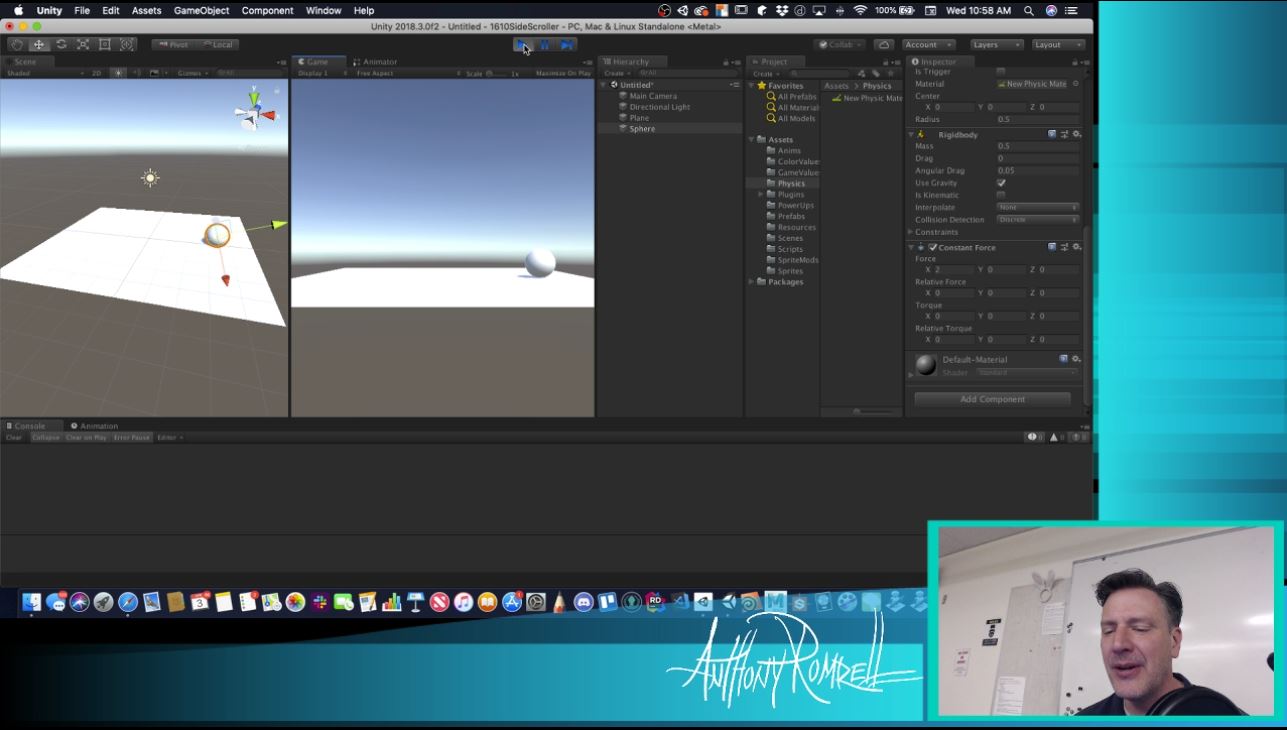 Unity File Edit Assets GameObject Component Window Help 100% Wed 10:58 AM
Unity 2018.3.0f2 - Untitled - 1610SideScroller - PC, Mac & Linux Standalone <Metal>
Pivot Local Collab Account Layers Layout
Scene
Shaded 2D Gizmos All
Game Animator
Display 1 Free Aspect Scale 1x Maximize On Play
Hierarchy
Create All
Untitled*
Main Camera
Directional Light
Plane
Sphere
Project
Create
Favorites
All Prefabs
All Material
All Models
Assets
Anims
ColorValue
GameValue
Physics
Plugins
PowerUps
Prefabs
Resources
Scenes
Scripts
SpriteMods
Sprites
Packages
Assets > Physics
New Physic Mate
Inspector
Is Trigger
Material New Physic Mate
Center
X 0 Y 0 Z 0
Radius 0.5
Rigidbody
Mass 0.5
Drag 0
Angular Drag 0.05
Use Gravity
Is Kinematic
Interpolate None
Collision Detection Discrete
Constraints
Constant Force
Force
X 2 Y 0 Z 0
Relative Force
X 0 Y 0 Z 0
Torque
X 0 Y 0 Z 0
Relative Torque
X 0 Y 0 Z 0
Default-Material
Shader Standard
Add Component
Console Animation
Clear Collapse Clear on Play Error Pause Editor
Anthony Romrell